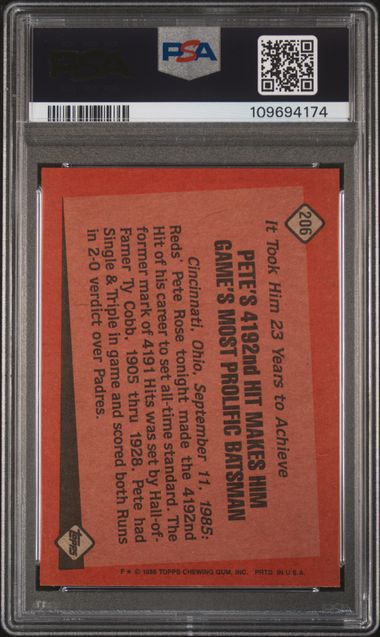 PSA
PSA
109694174
206
It Took Him 23 Years to Achieve
PETE'S 4192nd HIT MAKES HIM
GAME'S MOST PROLIFIC BATSMAN
Cincinnati, Ohio, September 11, 1985:
Reds' Pete Rose tonight made the 4192nd
Hit of his career to set all-time standard. The
former mark of 4191 Hits was set by Hall-of-
Famer Ty Cobb, 1905 thru 1928. Pete had
Single & Triple in game and scored both Runs
in 2-0 verdict over Padres.
TOPPS
F★ © 1986 TOPPS CHEWING GUM, INC. PRTD. IN U.S.A.